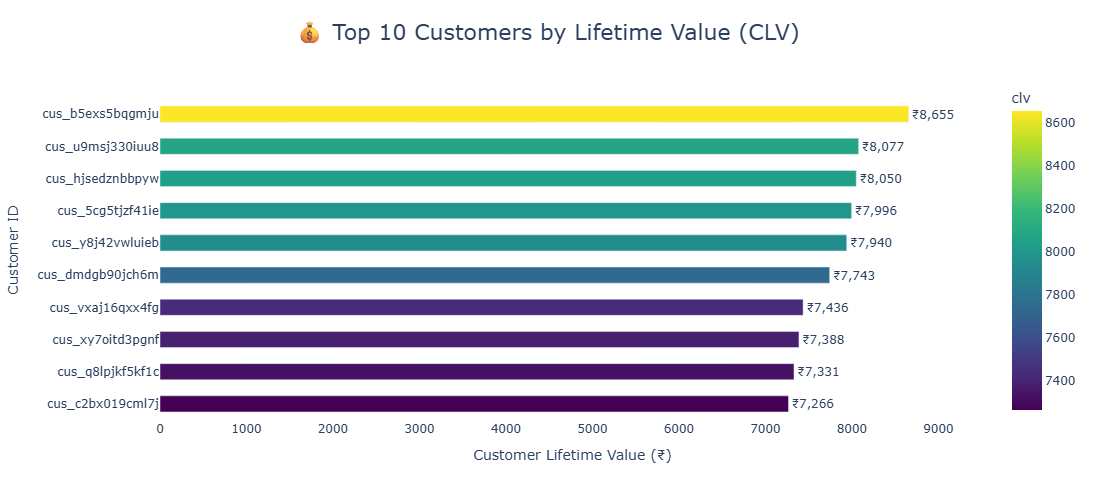 💰 Top 10 Customers by Lifetime Value (CLV)
clv
Customer ID
cus_b5exs5bqgmju ₹8,655
cus_u9msj330iuu8 ₹8,077
cus_hjsedznbbpyw ₹8,050
cus_5cg5tjzf41ie ₹7,996
cus_y8j42vwluieb ₹7,940
cus_dmdgb90jch6m ₹7,743
cus_vxaj16qxx4fg ₹7,436
cus_xy7oitd3pgnf ₹7,388
cus_q8lpjkf5kf1c ₹7,331
cus_c2bx019cml7j ₹7,266
8600
8400
8200
8000
7800
7600
7400
0 1000 2000 3000 4000 5000 6000 7000 8000 9000
Customer Lifetime Value (₹)